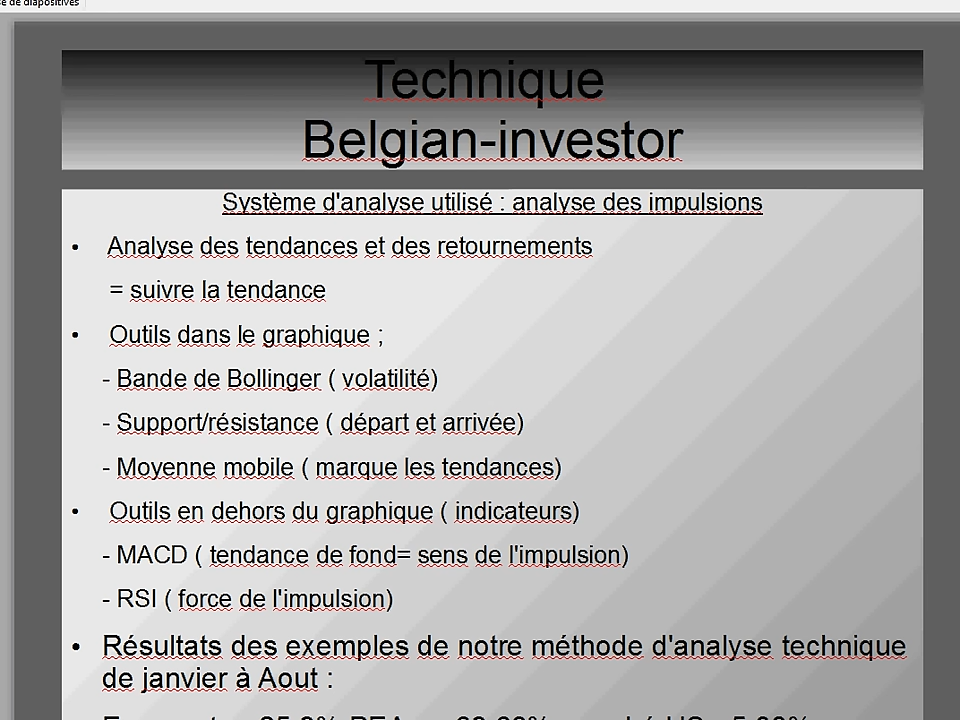 de diapositives
Technique
Belgian-investor
Système d'analyse utilisé : analyse des impulsions
• Analyse des tendances et des retournements
= suivre la tendance
• Outils dans le graphique ;
- Bande de Bollinger ( volatilité)
- Support/résistance ( départ et arrivée)
- Moyenne mobile ( marque les tendances)
• Outils en dehors du graphique ( indicateurs)
- MACD ( tendance de fond= sens de l'impulsion)
- RSI ( force de l'impulsion)
• Résultats des exemples de notre méthode d'analyse technique
de janvier à Aout :